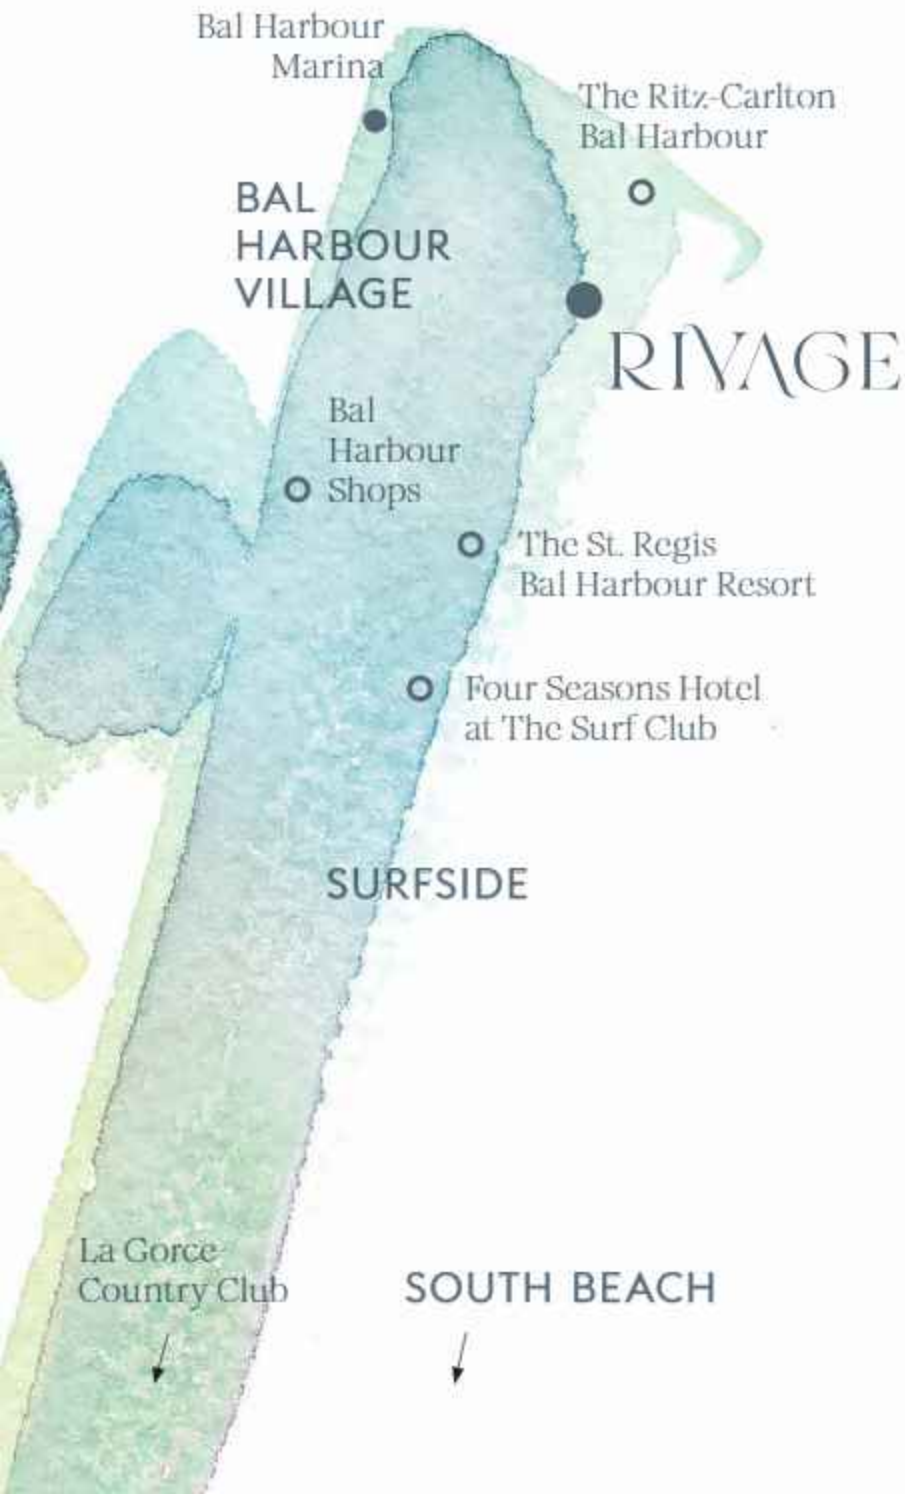 Bal Harbour
Marina
The Ritz-Carlton
Bal Harbour
BAL
HARBOUR
VILLAGE
RIVAGE
Bal
Harbour
Shops
The St. Regis
Bal Harbour Resort
Four Seasons Hotel
at The Surf Club
SURFSIDE
La Gorce
Country Club
SOUTH BEACH